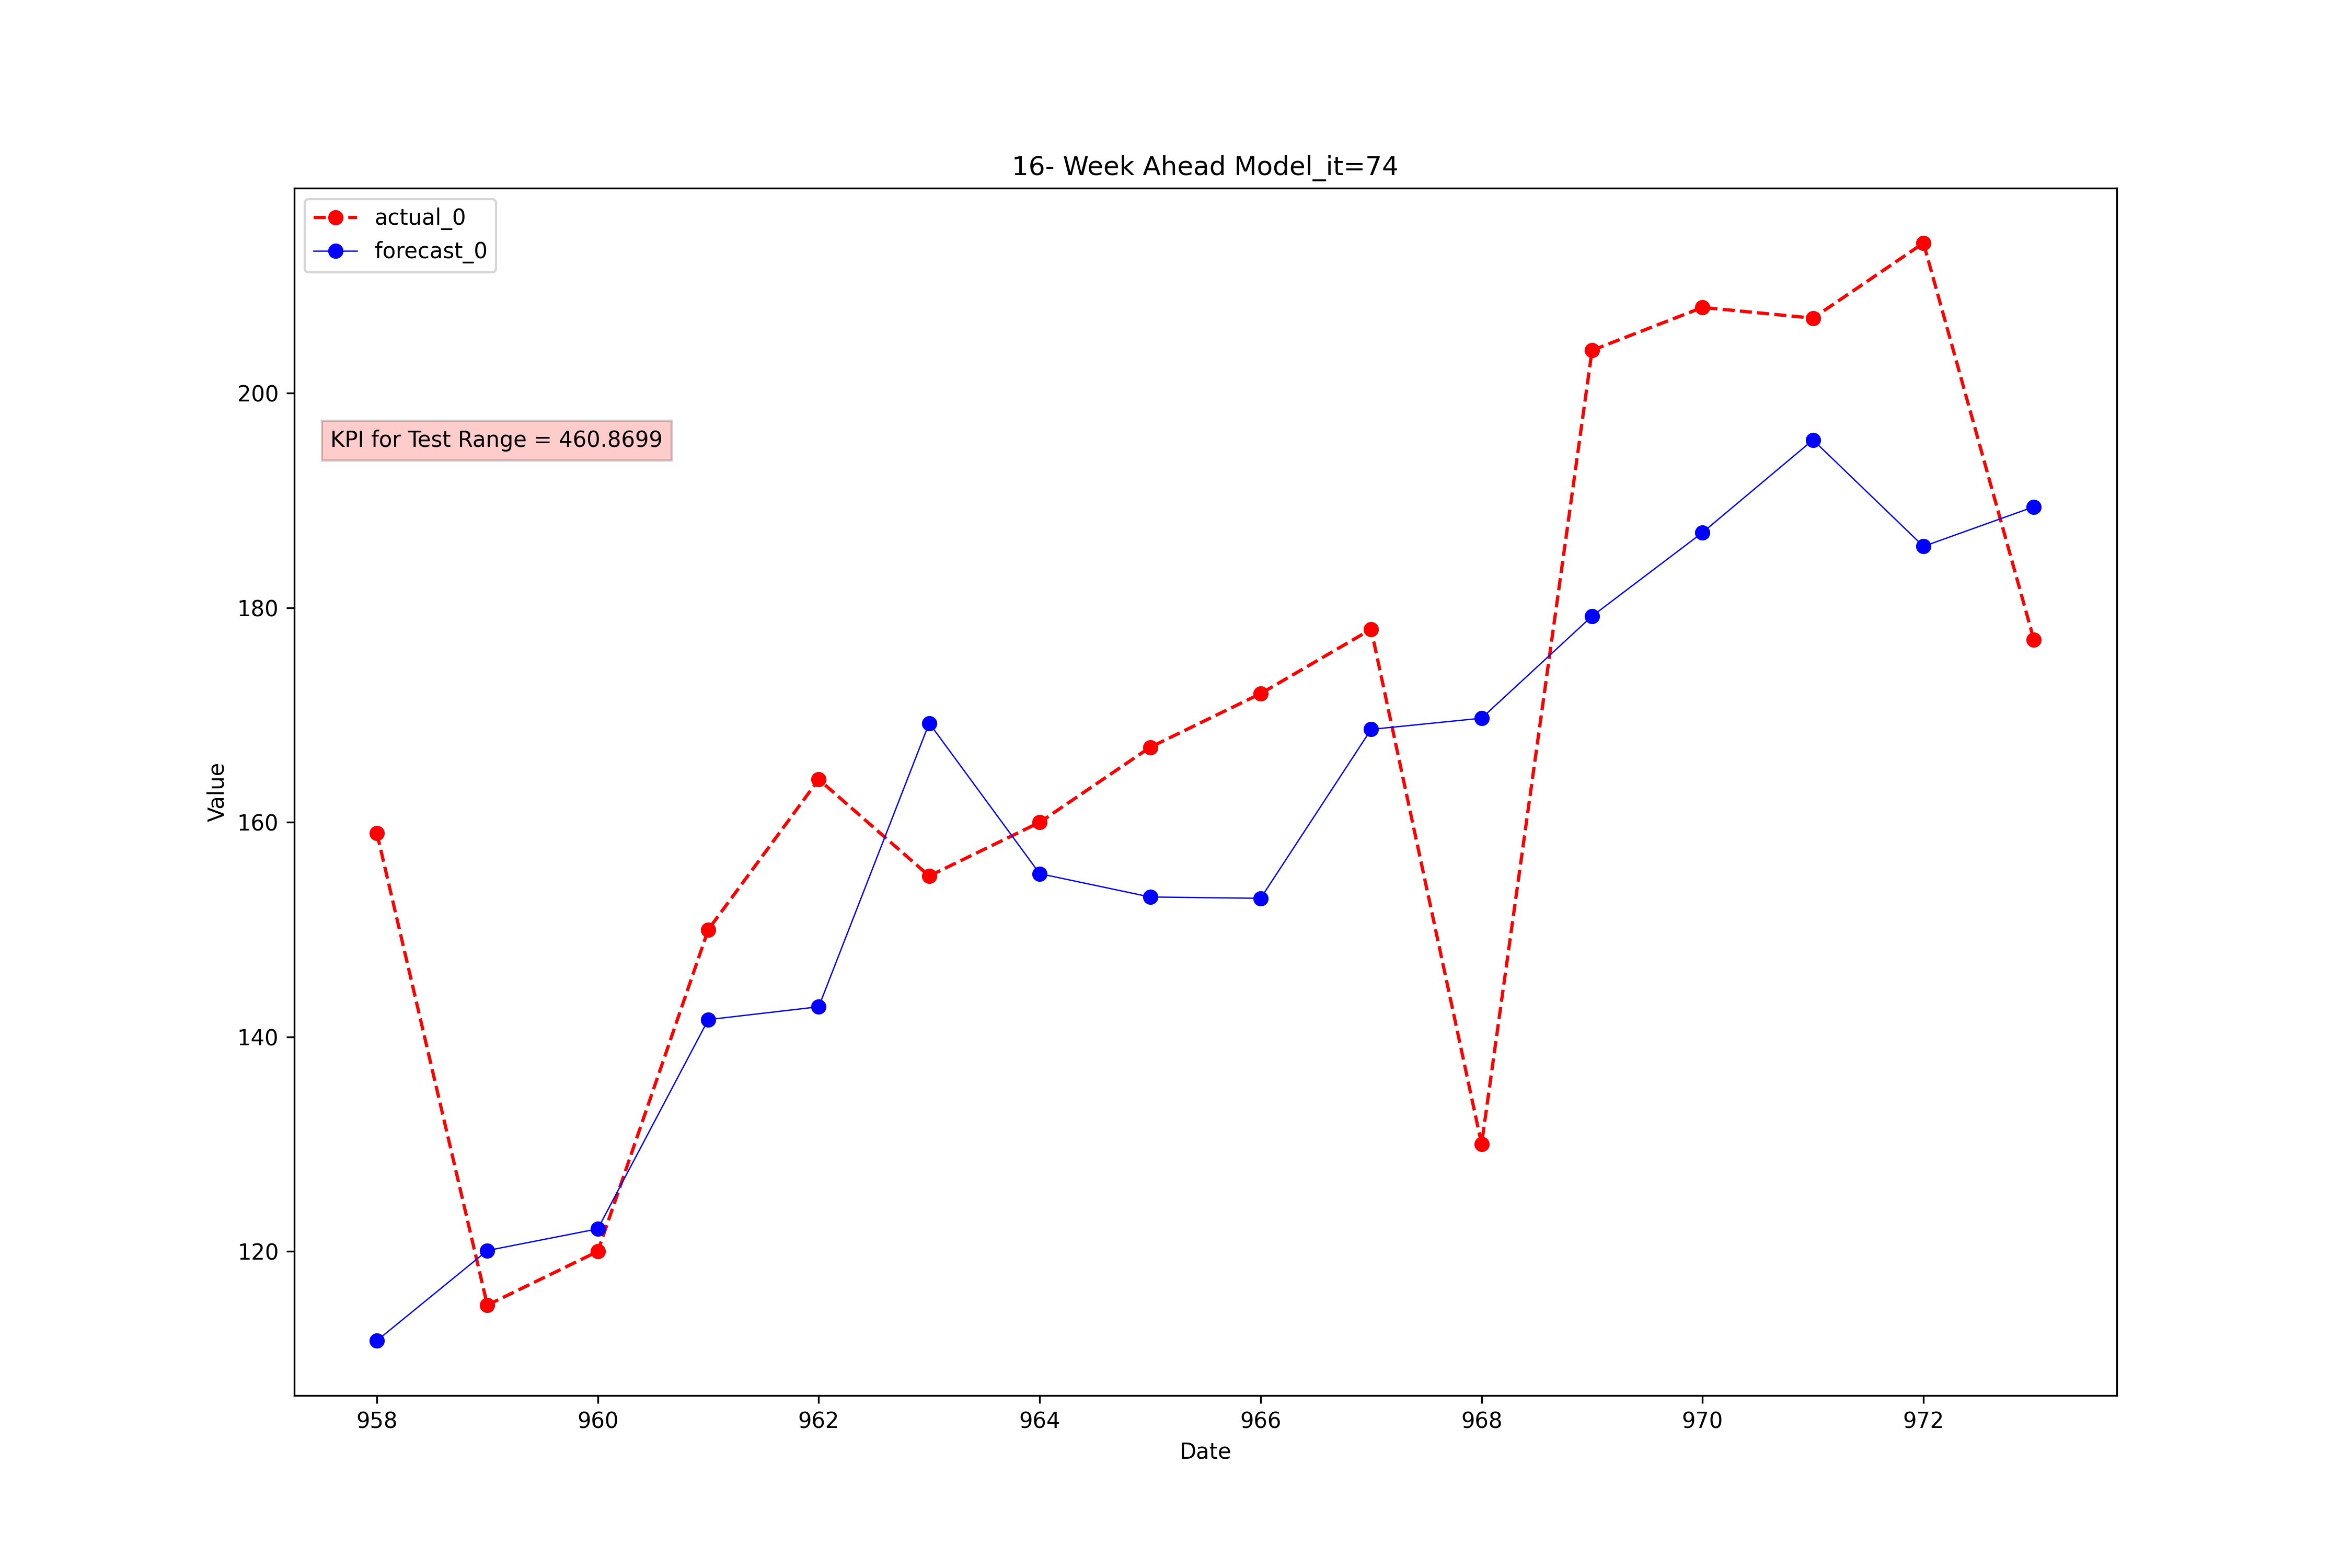 16- Week Ahead Model_it=74
actual_0
forecast_0
KPI for Test Range = 460.8699
Value
200
180
160
140
120
958 960 962 964 966 968 970 972
Date